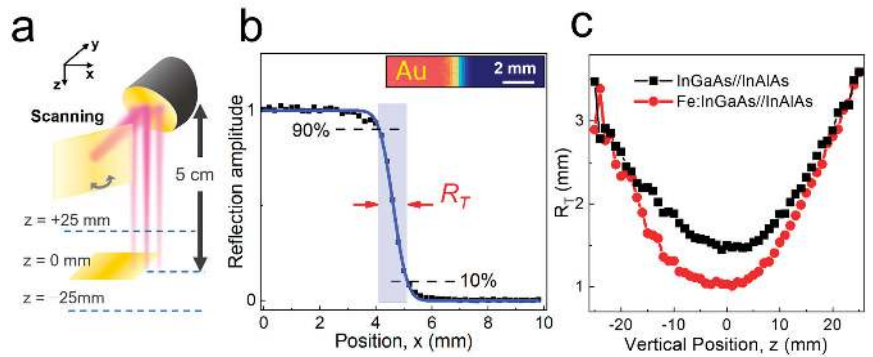 a
y
x
z
Scanning
5 cm
z = +25 mm
z = 0 mm
z = −25mm
b
Au
2 mm
Reflection amplitude
1
0
90%
R_T
10%
0 2 4 6 8 10
Position, x (mm)
c
InGaAs//InAlAs
Fe:InGaAs//InAlAs
R_T (mm)
3
2
1
-20 -10 0 10 20
Vertical Position, z (mm)